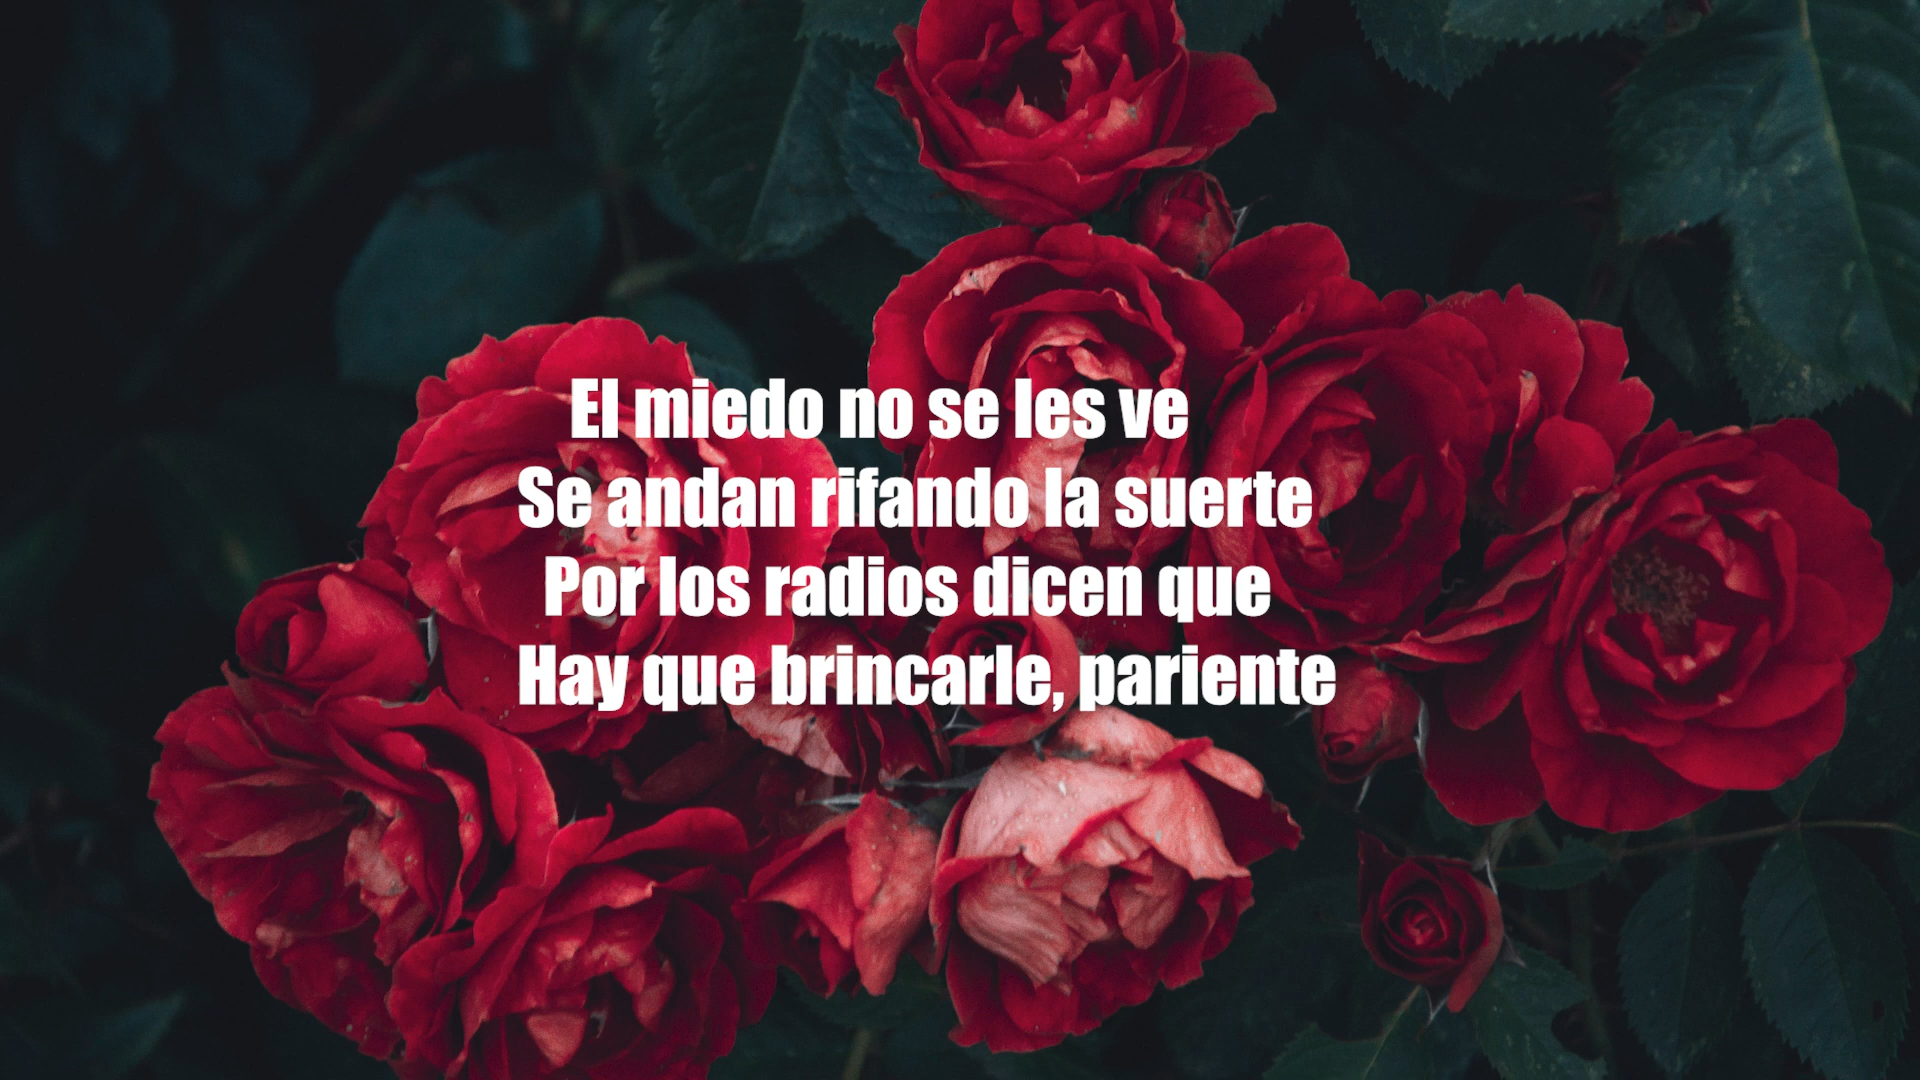 El miedo no se les ve
Se andan rifando la suerte
Por los radios dicen que
Hay que brincarle, pariente